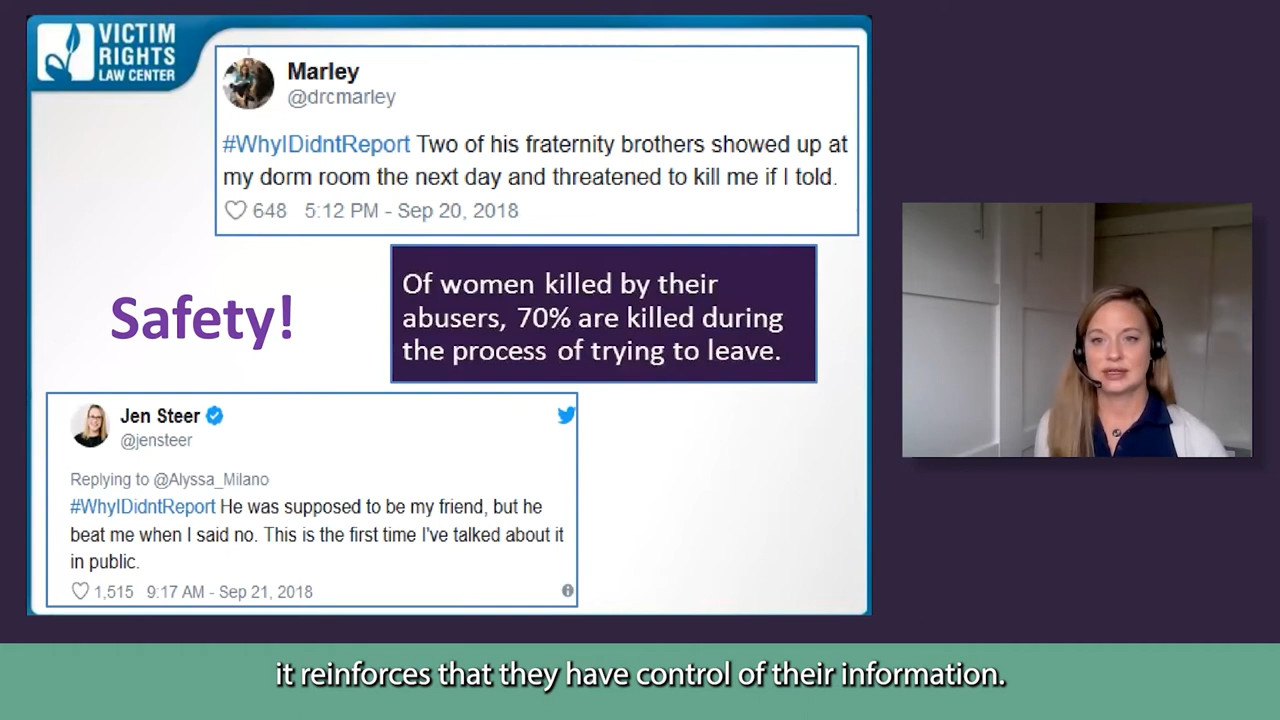 VICTIM
RIGHTS
LAW CENTER
Marley
@drcmarley
#WhyIDidntReport Two of his fraternity brothers showed up at
my dorm room the next day and threatened to kill me if I told.
648 5:12 PM - Sep 20, 2018
Safety!
Of women killed by their
abusers, 70% are killed during
the process of trying to leave.
Jen Steer
@jensteer
Replying to @Alyssa_Milano
#WhyIDidntReport He was supposed to be my friend, but he
beat me when I said no. This is the first time I've talked about it
in public.
1,515 9:17 AM - Sep 21, 2018
it reinforces that they have control of their information.